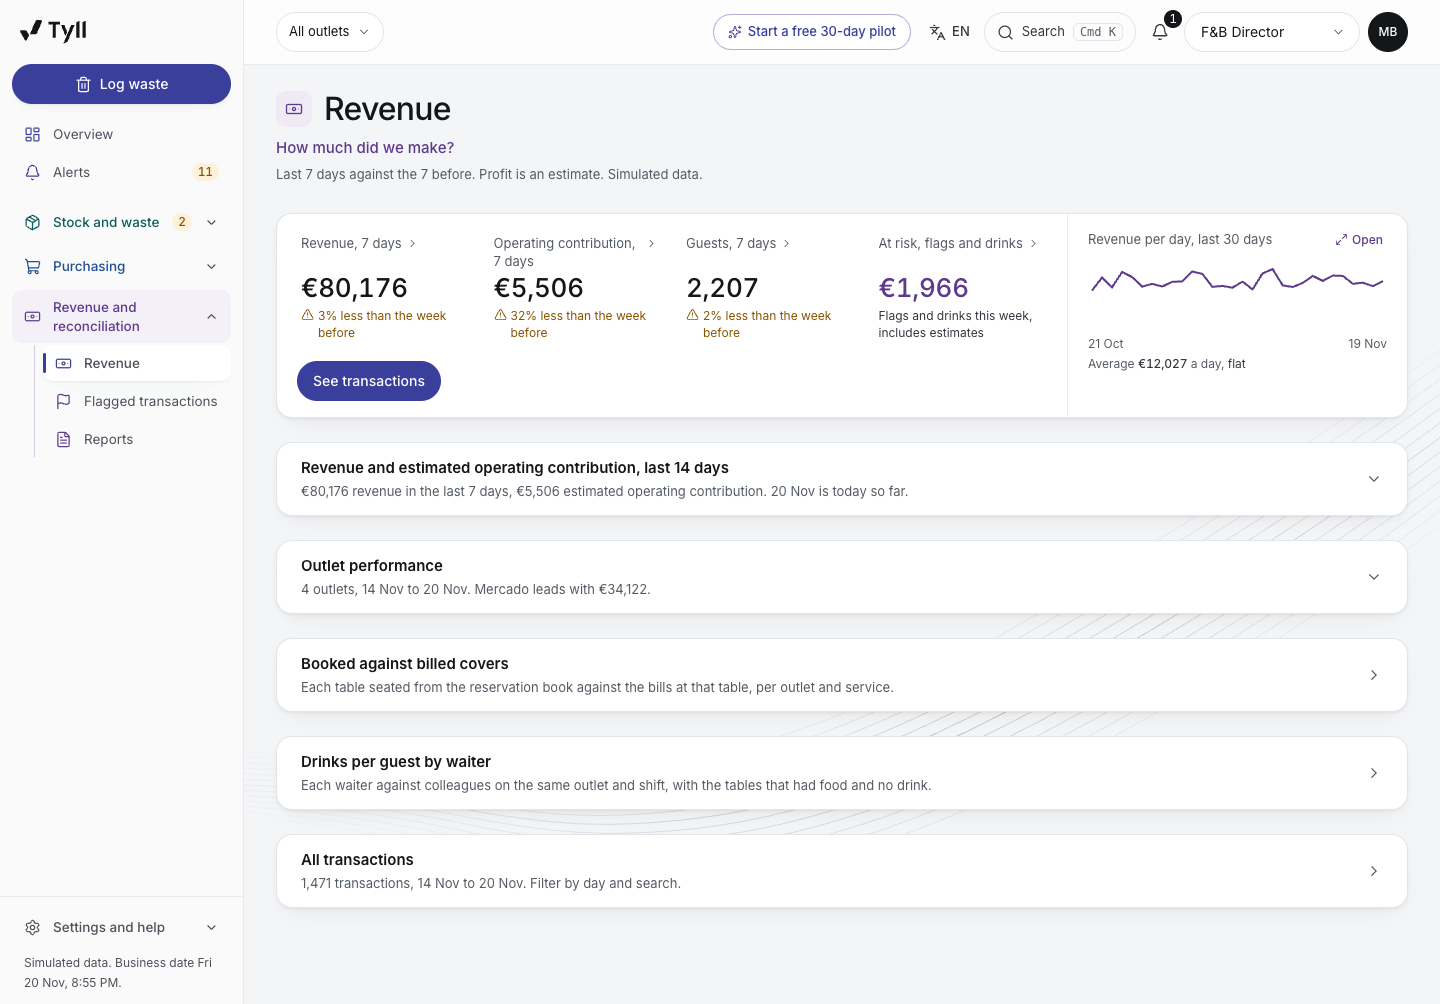 Tyll
Log waste
Overview
Alerts
11
Stock and waste
2
Purchasing
Revenue and
reconciliation
Revenue
Flagged transactions
Reports
Settings and help
Simulated data. Business date Fri
20 Nov, 8:55 PM.
All outlets
Start a free 30-day pilot
EN
Search
Cmd K
1
F&B Director
MB
Revenue
How much did we make?
Last 7 days against the 7 before. Profit is an estimate. Simulated data.
Revenue, 7 days
€80,176
3% less than the week
before
Operating contribution,
7 days
€5,506
32% less than the week
before
Guests, 7 days
2,207
2% less than the week
before
At risk, flags and drinks
€1,966
Flags and drinks this week,
includes estimates
See transactions
Revenue per day, last 30 days
Open
21 Oct
19 Nov
Average €12,027 a day, flat
Revenue and estimated operating contribution, last 14 days
€80,176 revenue in the last 7 days, €5,506 estimated operating contribution. 20 Nov is today so far.
Outlet performance
4 outlets, 14 Nov to 20 Nov. Mercado leads with €34,122.
Booked against billed covers
Each table seated from the reservation book against the bills at that table, per outlet and service.
Drinks per guest by waiter
Each waiter against colleagues on the same outlet and shift, with the tables that had food and no drink.
All transactions
1,471 transactions, 14 Nov to 20 Nov. Filter by day and search.